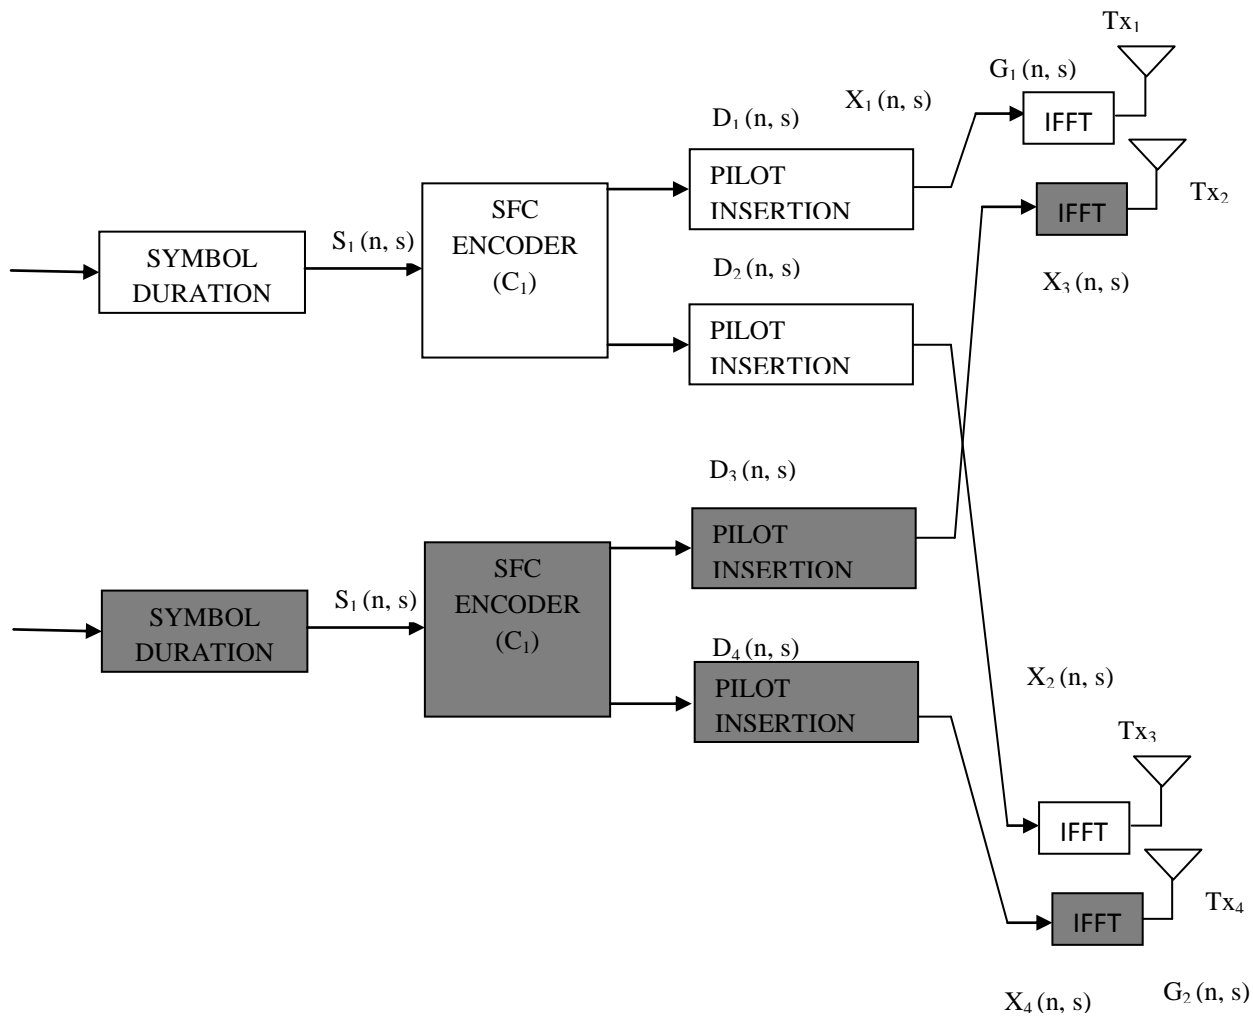 Tx₁
G₁ (n, s)
X₁ (n, s)
D₁ (n, s)
IFFT
PILOT
INSERTION
Tx₂
IFFT
SFC
ENCODER
(C₁)
S₁ (n, s)
SYMBOL
DURATION
D₂ (n, s)
X₃ (n, s)
PILOT
INSERTION
D₃ (n, s)
PILOT
INSERTION
SFC
ENCODER
(C₁)
S₁ (n, s)
SYMBOL
DURATION
D₄ (n, s)
PILOT
INSERTION
X₂ (n, s)
Tx₃
IFFT
Tx₄
IFFT
X₄ (n, s)
G₂ (n, s)